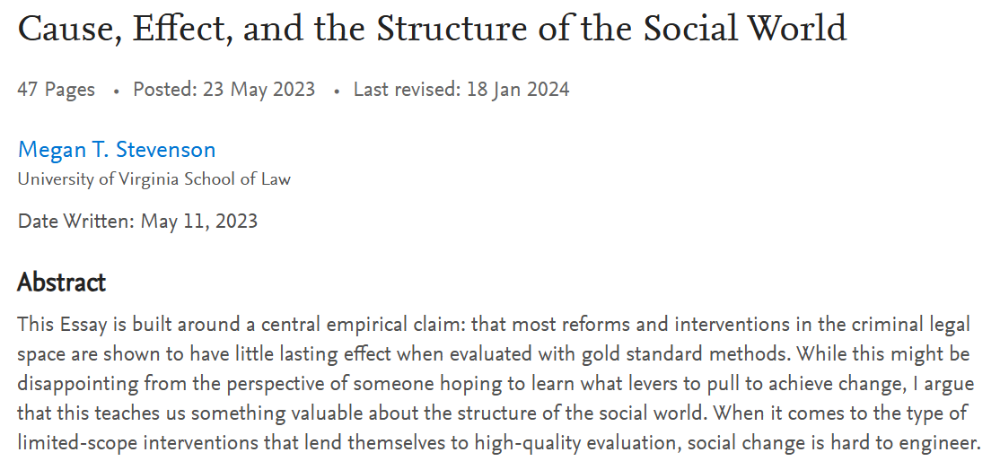 Cause, Effect, and the Structure of the Social World
47 Pages • Posted: 23 May 2023 • Last revised: 18 Jan 2024
Megan T. Stevenson
University of Virginia School of Law
Date Written: May 11, 2023
Abstract
This Essay is built around a central empirical claim: that most reforms and interventions in the criminal legal
space are shown to have little lasting effect when evaluated with gold standard methods. While this might be
disappointing from the perspective of someone hoping to learn what levers to pull to achieve change, I argue
that this teaches us something valuable about the structure of the social world. When it comes to the type of
limited-scope interventions that lend themselves to high-quality evaluation, social change is hard to engineer.